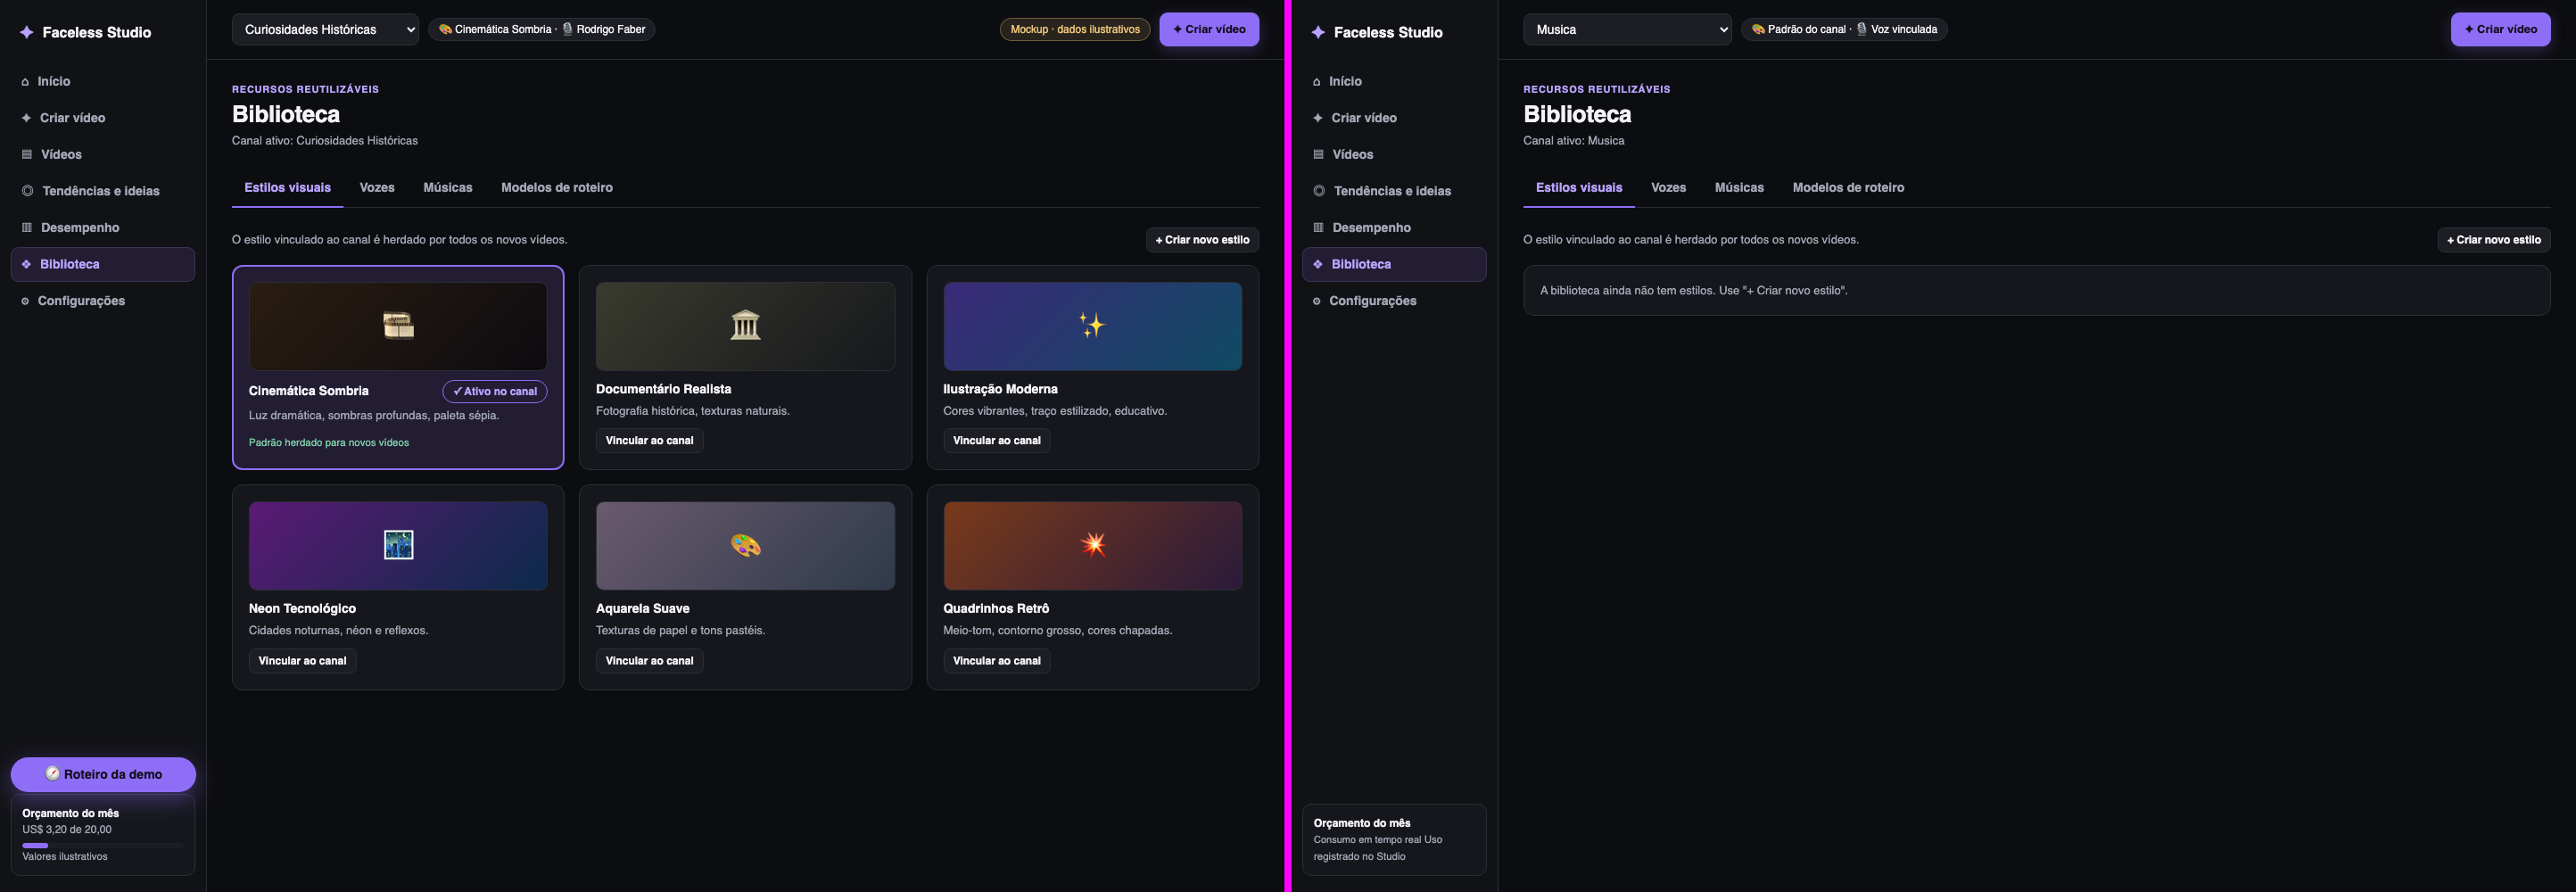 Faceless Studio
Início
Criar vídeo
Vídeos
Tendências e ideias
Desempenho
Biblioteca
Configurações
Roteiro da demo
Orçamento do mês
US$ 3,20 de 20,00
Valores ilustrativos
Curiosidades Históricas
Cinemática Sombria · Rodrigo Faber
Mockup · dados ilustrativos
Criar vídeo
RECURSOS REUTILIZÁVEIS
Biblioteca
Canal ativo: Curiosidades Históricas
Estilos visuais
Vozes
Músicas
Modelos de roteiro
O estilo vinculado ao canal é herdado por todos os novos vídeos.
+ Criar novo estilo
Cinemática Sombria
✓ Ativo no canal
Luz dramática, sombras profundas, paleta sépia.
Padrão herdado para novos vídeos
Documentário Realista
Fotografia histórica, texturas naturais.
Vincular ao canal
Ilustração Moderna
Cores vibrantes, traço estilizado, educativo.
Vincular ao canal
Neon Tecnológico
Cidades noturnas, néon e reflexos.
Vincular ao canal
Aquarela Suave
Texturas de papel e tons pastéis.
Vincular ao canal
Quadrinhos Retrô
Meio-tom, contorno grosso, cores chapadas.
Vincular ao canal
Faceless Studio
Início
Criar vídeo
Vídeos
Tendências e ideias
Desempenho
Biblioteca
Configurações
Orçamento do mês
Consumo em tempo real Uso
registrado no Studio
Musica
Padrão do canal · Voz vinculada
Criar vídeo
RECURSOS REUTILIZÁVEIS
Biblioteca
Canal ativo: Musica
Estilos visuais
Vozes
Músicas
Modelos de roteiro
O estilo vinculado ao canal é herdado por todos os novos vídeos.
+ Criar novo estilo
A biblioteca ainda não tem estilos. Use "+ Criar novo estilo".